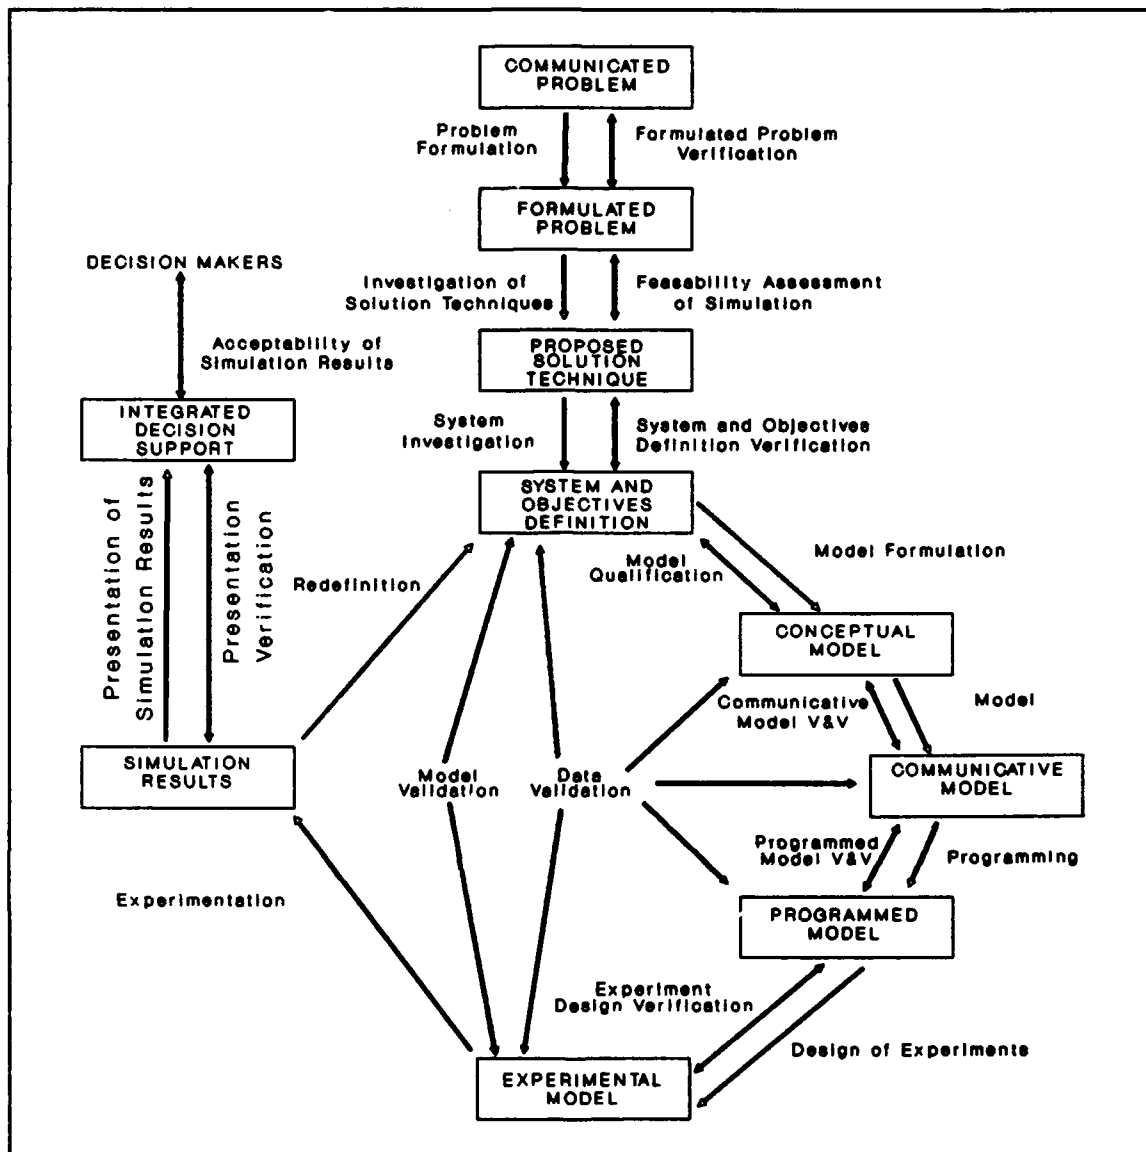 COMMUNICATED
PROBLEM
Problem
Formulation
Formulated Problem
Verification
FORMULATED
PROBLEM
DECISION MAKERS
Investigation of
Solution Techniques
Feasability Assessment
of Simulation
Acceptability of
Simulation Results
PROPOSED
SOLUTION
TECHNIQUE
INTEGRATED
DECISION
SUPPORT
System
Investigation
System and Objectives
Definition Verification
SYSTEM AND
OBJECTIVES
DEFINITION
Presentation of
Simulation Results
Presentation
Verification
Redefinition
Model
Qualification
Model Formulation
CONCEPTUAL
MODEL
Communicative
Model V&V
Model
SIMULATION
RESULTS
Model
Validation
Data
Validation
COMMUNICATIVE
MODEL
Programmed
Model V&V
Programming
Experimentation
PROGRAMMED
MODEL
Experiment
Design Verification
Design of Experiments
EXPERIMENTAL
MODEL